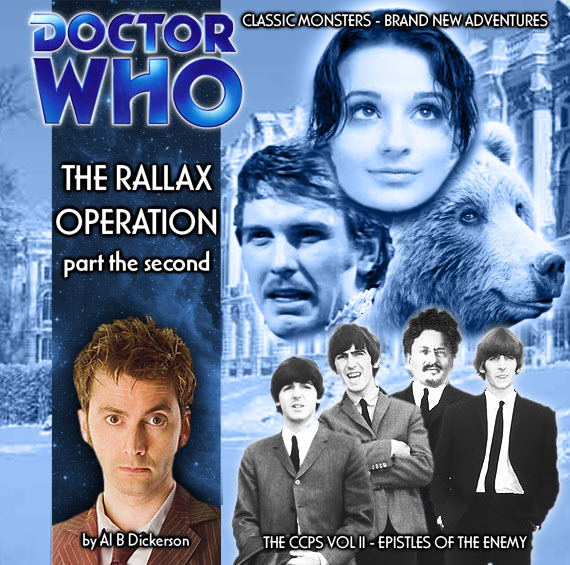 DOCTOR
WHO
CLASSIC MONSTERS - BRAND NEW ADVENTURES
THE RALLAX
OPERATION
part the second
by Al B Dickerson
THE CCPS VOL II - EPISTLES OF THE ENEMY